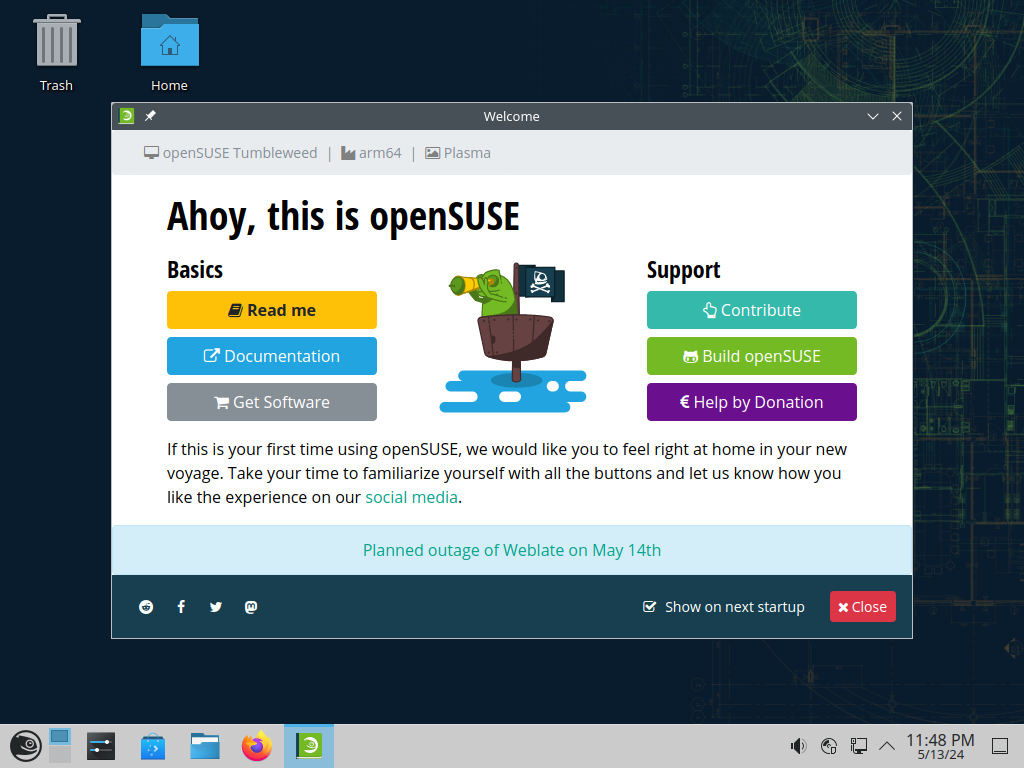 Trash
Home
Welcome
openSUSE Tumbleweed | arm64 | Plasma
Ahoy, this is openSUSE
Basics
Read me
Documentation
Get Software
Support
Contribute
Build openSUSE
€ Help by Donation
If this is your first time using openSUSE, we would like you to feel right at home in your new
voyage. Take your time to familiarize yourself with all the buttons and let us know how you
like the experience on our social media.
Planned outage of Weblate on May 14th
Show on next startup
Close
11:48 PM
5/13/24